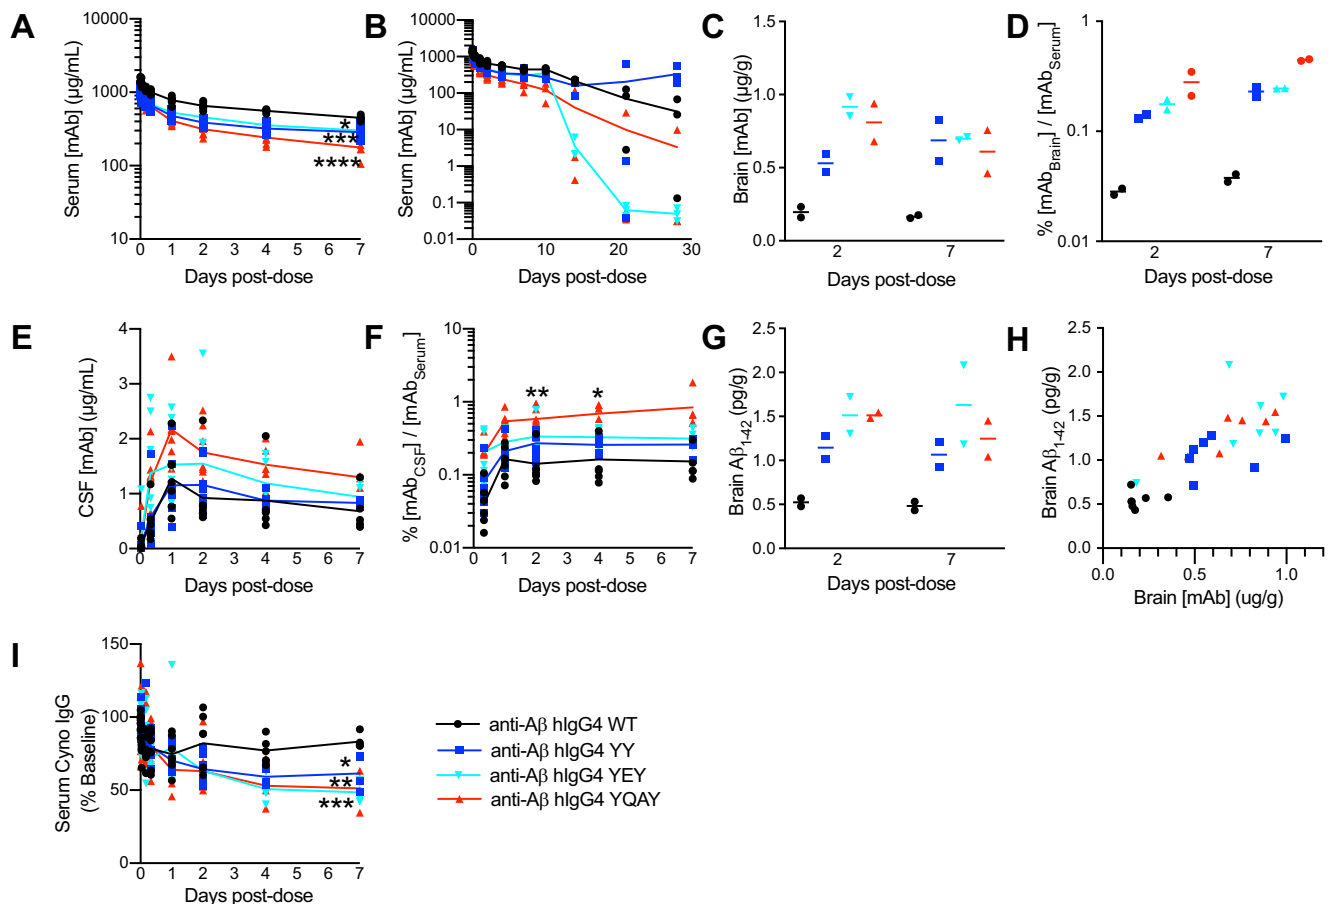 A
Serum [mAb] (µg/mL)
10000
1000
100
10
*
***
****
0 1 2 3 4 5 6 7
Days post-dose
B
Serum [mAb] (µg/mL)
10000
1000
100
10
1
0.1
0.01
0 10 20 30
Days post-dose
C
Brain [mAb] (µg/g)
1.5
1.0
0.5
0.0
2 7
Days post-dose
D
% [mAbBrain] / [mAbSerum]
1
0.1
0.01
2 7
Days post-dose
E
CSF [mAb] (µg/mL)
4
3
2
1
0
0 1 2 3 4 5 6 7
Days post-dose
F
% [mAbCSF] / [mAbSerum]
10
1
0.1
0.01
** *
0 1 2 3 4 5 6 7
Days post-dose
G
Brain Aβ1-42 (pg/g)
2.5
2.0
1.5
1.0
0.5
0.0
2 7
Days post-dose
H
Brain Aβ1-42 (pg/g)
2.5
2.0
1.5
1.0
0.5
0.0
0.0 0.5 1.0
Brain [mAb] (ug/g)
I
Serum Cyno IgG
(% Baseline)
150
100
50
0
*
**
***
0 1 2 3 4 5 6 7
Days post-dose
anti-Aβ hIgG4 WT
anti-Aβ hIgG4 YY
anti-Aβ hIgG4 YEY
anti-Aβ hIgG4 YQAY